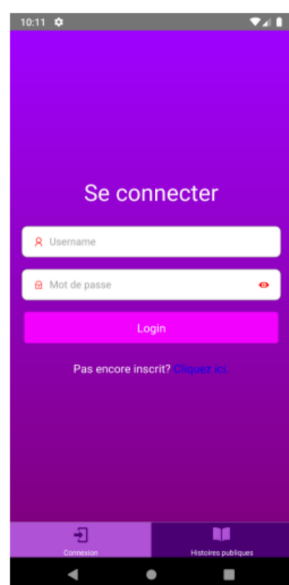 10:11
Se connecter
Username
Mot de passe
Login
Pas encore inscrit? Cliquez ici.
Connexion
Histoires publiques